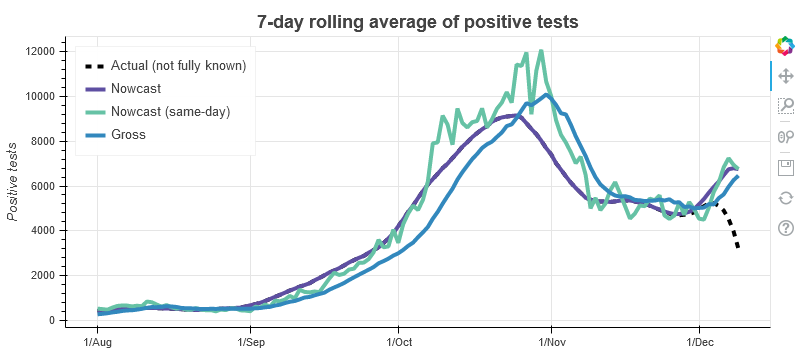 7-day rolling average of positive tests
12000
10000
8000
6000
4000
2000
0
Positive tests
Actual (not fully known)
Nowcast
Nowcast (same-day)
Gross
1/Aug
1/Sep
1/Oct
1/Nov
1/Dec